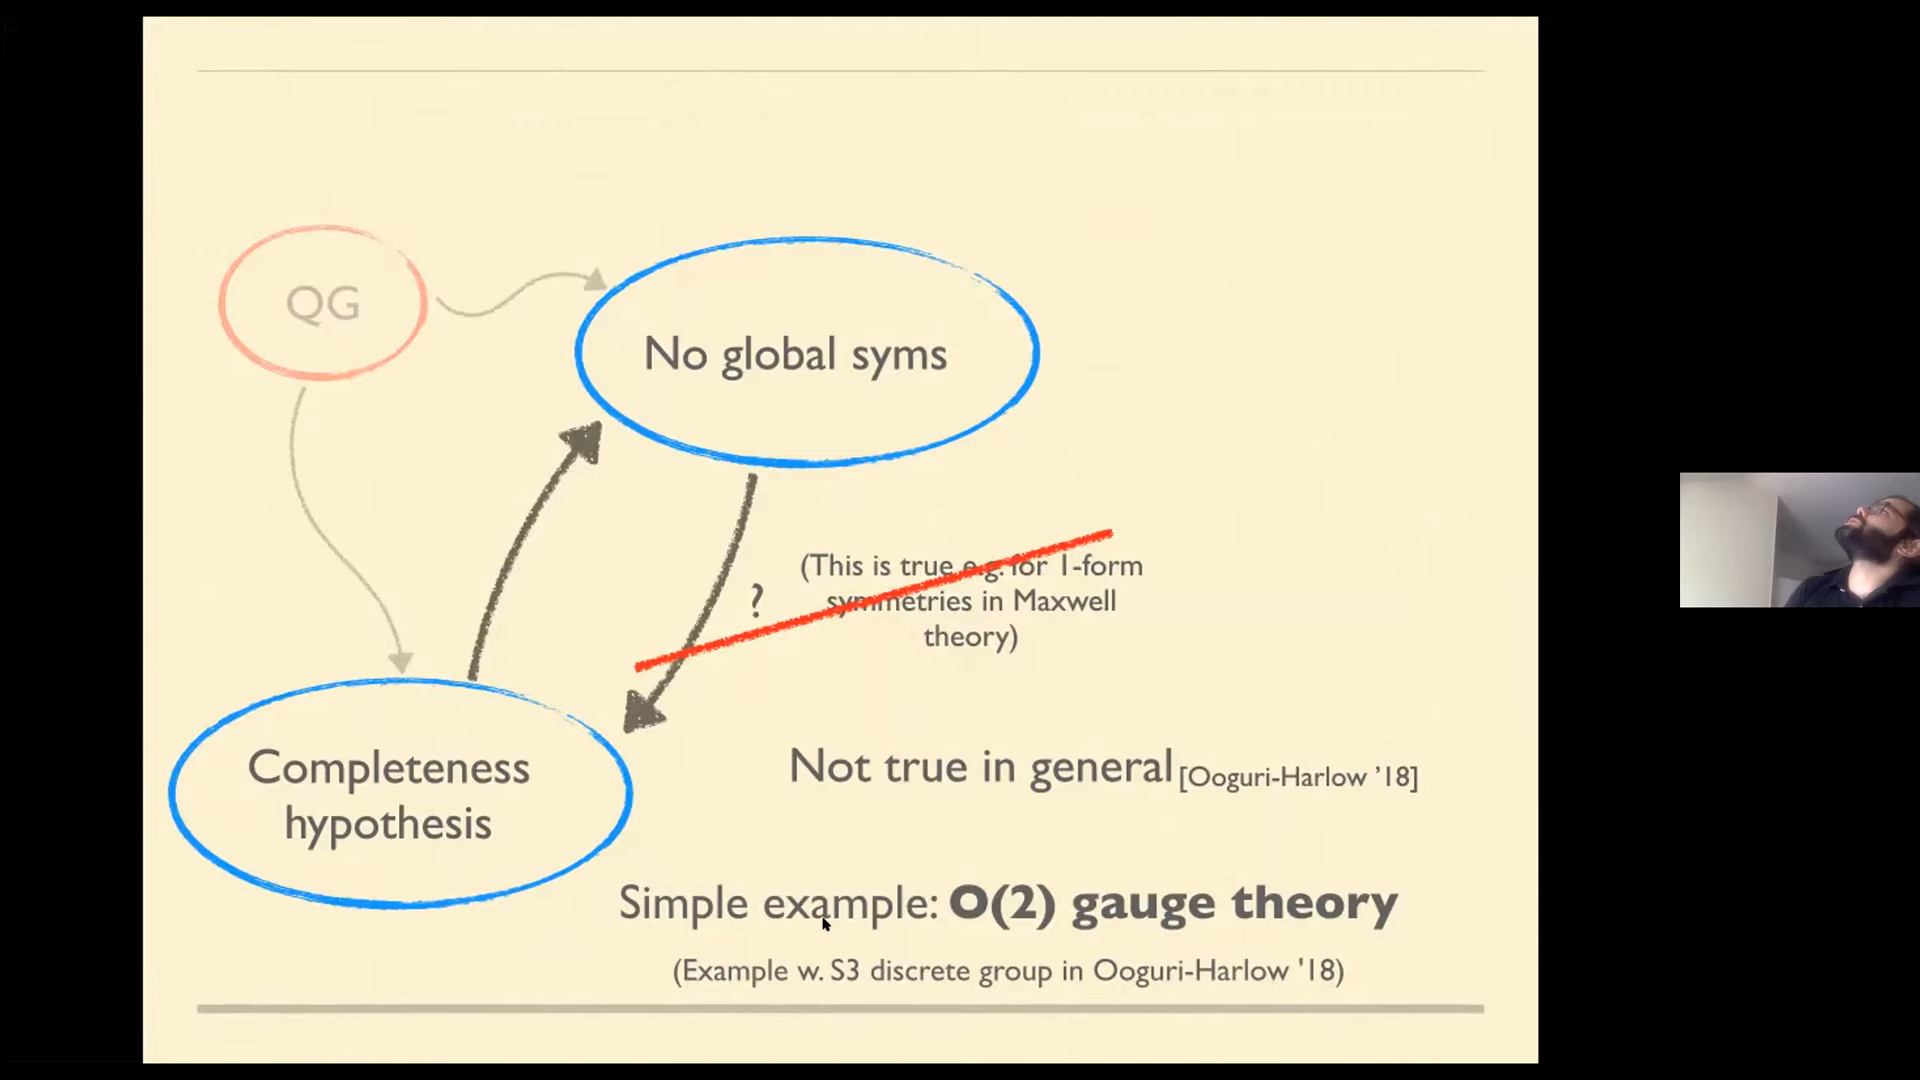 QG
No global syms
(This is true e.g. for 1-form
symmetries in Maxwell
theory)
?
Completeness
hypothesis
Not true in general [Ooguri-Harlow ’18]
Simple example: O(2) gauge theory
(Example w. S3 discrete group in Ooguri-Harlow '18)